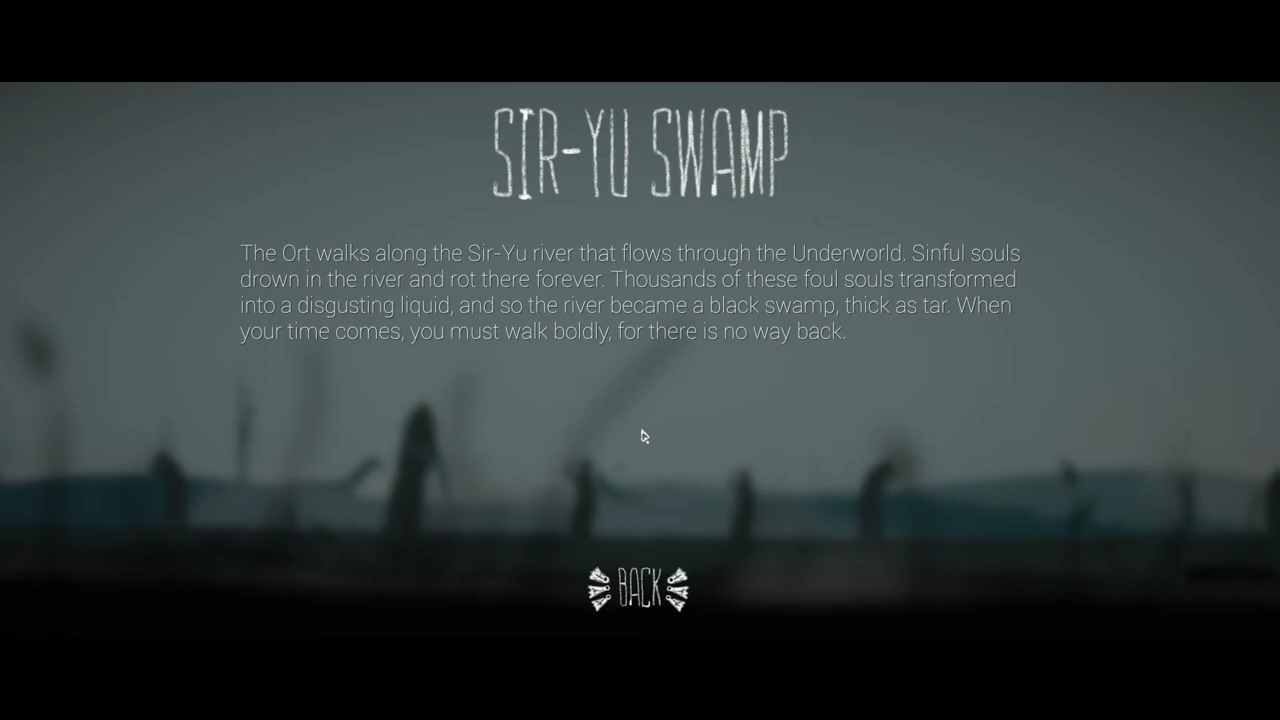 SIR-YU SWAMP
The Ort walks along the Sir-Yu river that flows through the Underworld. Sinful souls
drown in the river and rot there forever. Thousands of these foul souls transformed
into a disgusting liquid, and so the river became a black swamp, thick as tar. When
your time comes, you must walk boldly, for there is no way back.
BACK